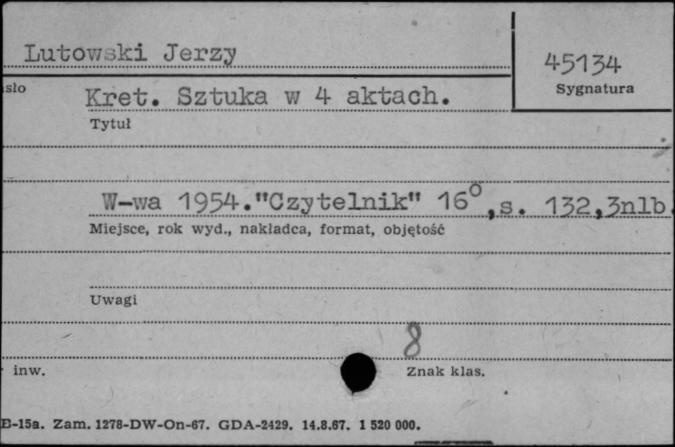 Lutowski Jerzy
45134
Sygnatura
Kret. Sztuka w 4 aktach.
Tytuł
W-wa 1954."Czytelnik" 16⁰,s. 132,3nlb.
Miejsce, rok wyd., nakładca, format, objętość
Uwagi
8
inw.
Znak klas.
E-15a. Zam. 1278-DW-On-67. GDA-2429. 14.8.67. 1 520 000.